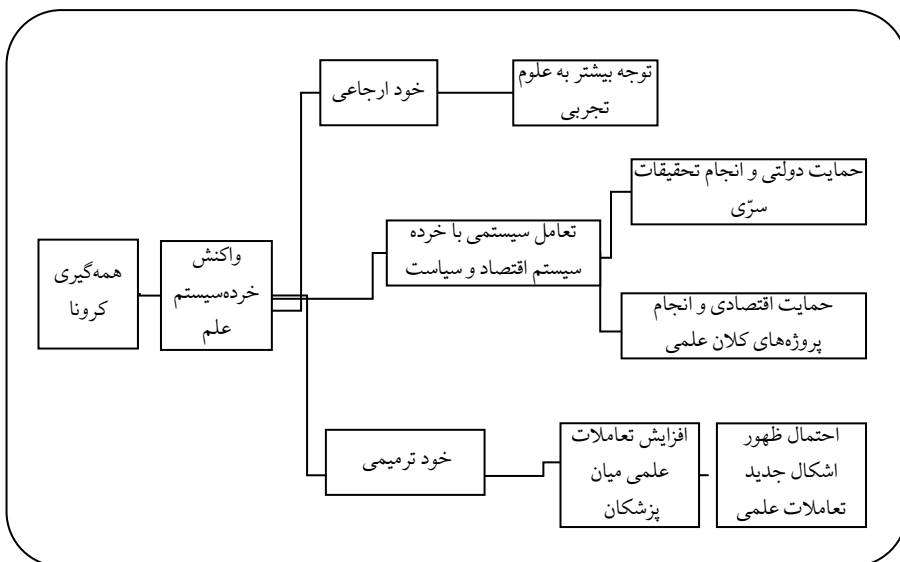 همه‌گیری
کرونا
واکنش
خرده‌سیستم
علم
خود ارجاعی
توجه بیشتر به علوم
تجربی
تعامل سیستمی با خرده
سیستم اقتصاد و سیاست
حمایت دولتی و انجام تحقیقات
سرّی
حمایت اقتصادی و انجام
پروژه‌های کلان علمی
خود ترمیمی
افزایش تعاملات
علمی میان
پزشکان
احتمال ظهور
اشکال جدید
تعاملات علمی